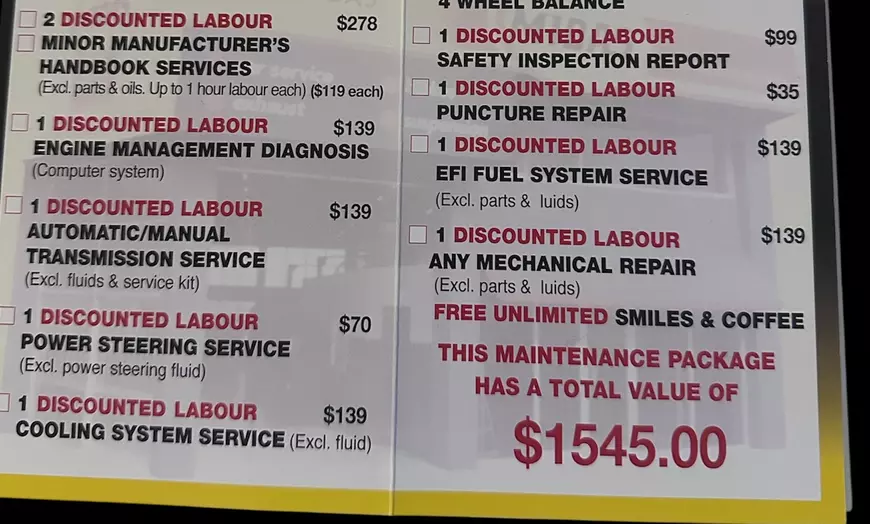 2 DISCOUNTED LABOUR $278
MINOR MANUFACTURER'S
HANDBOOK SERVICES
(Excl. parts & oils. Up to 1 hour labour each) ($119 each)
1 DISCOUNTED LABOUR $139
ENGINE MANAGEMENT DIAGNOSIS
(Computer system)
1 DISCOUNTED LABOUR $139
AUTOMATIC/MANUAL
TRANSMISSION SERVICE
(Excl. fluids & service kit)
1 DISCOUNTED LABOUR $70
POWER STEERING SERVICE
(Excl. power steering fluid)
1 DISCOUNTED LABOUR $139
COOLING SYSTEM SERVICE (Excl. fluid)
4 WHEEL BALANCE
1 DISCOUNTED LABOUR $99
SAFETY INSPECTION REPORT
1 DISCOUNTED LABOUR $35
PUNCTURE REPAIR
1 DISCOUNTED LABOUR $139
EFI FUEL SYSTEM SERVICE
(Excl. parts & luids)
1 DISCOUNTED LABOUR $139
ANY MECHANICAL REPAIR
(Excl. parts & luids)
FREE UNLIMITED SMILES & COFFEE
THIS MAINTENANCE PACKAGE
HAS A TOTAL VALUE OF
$1545.00